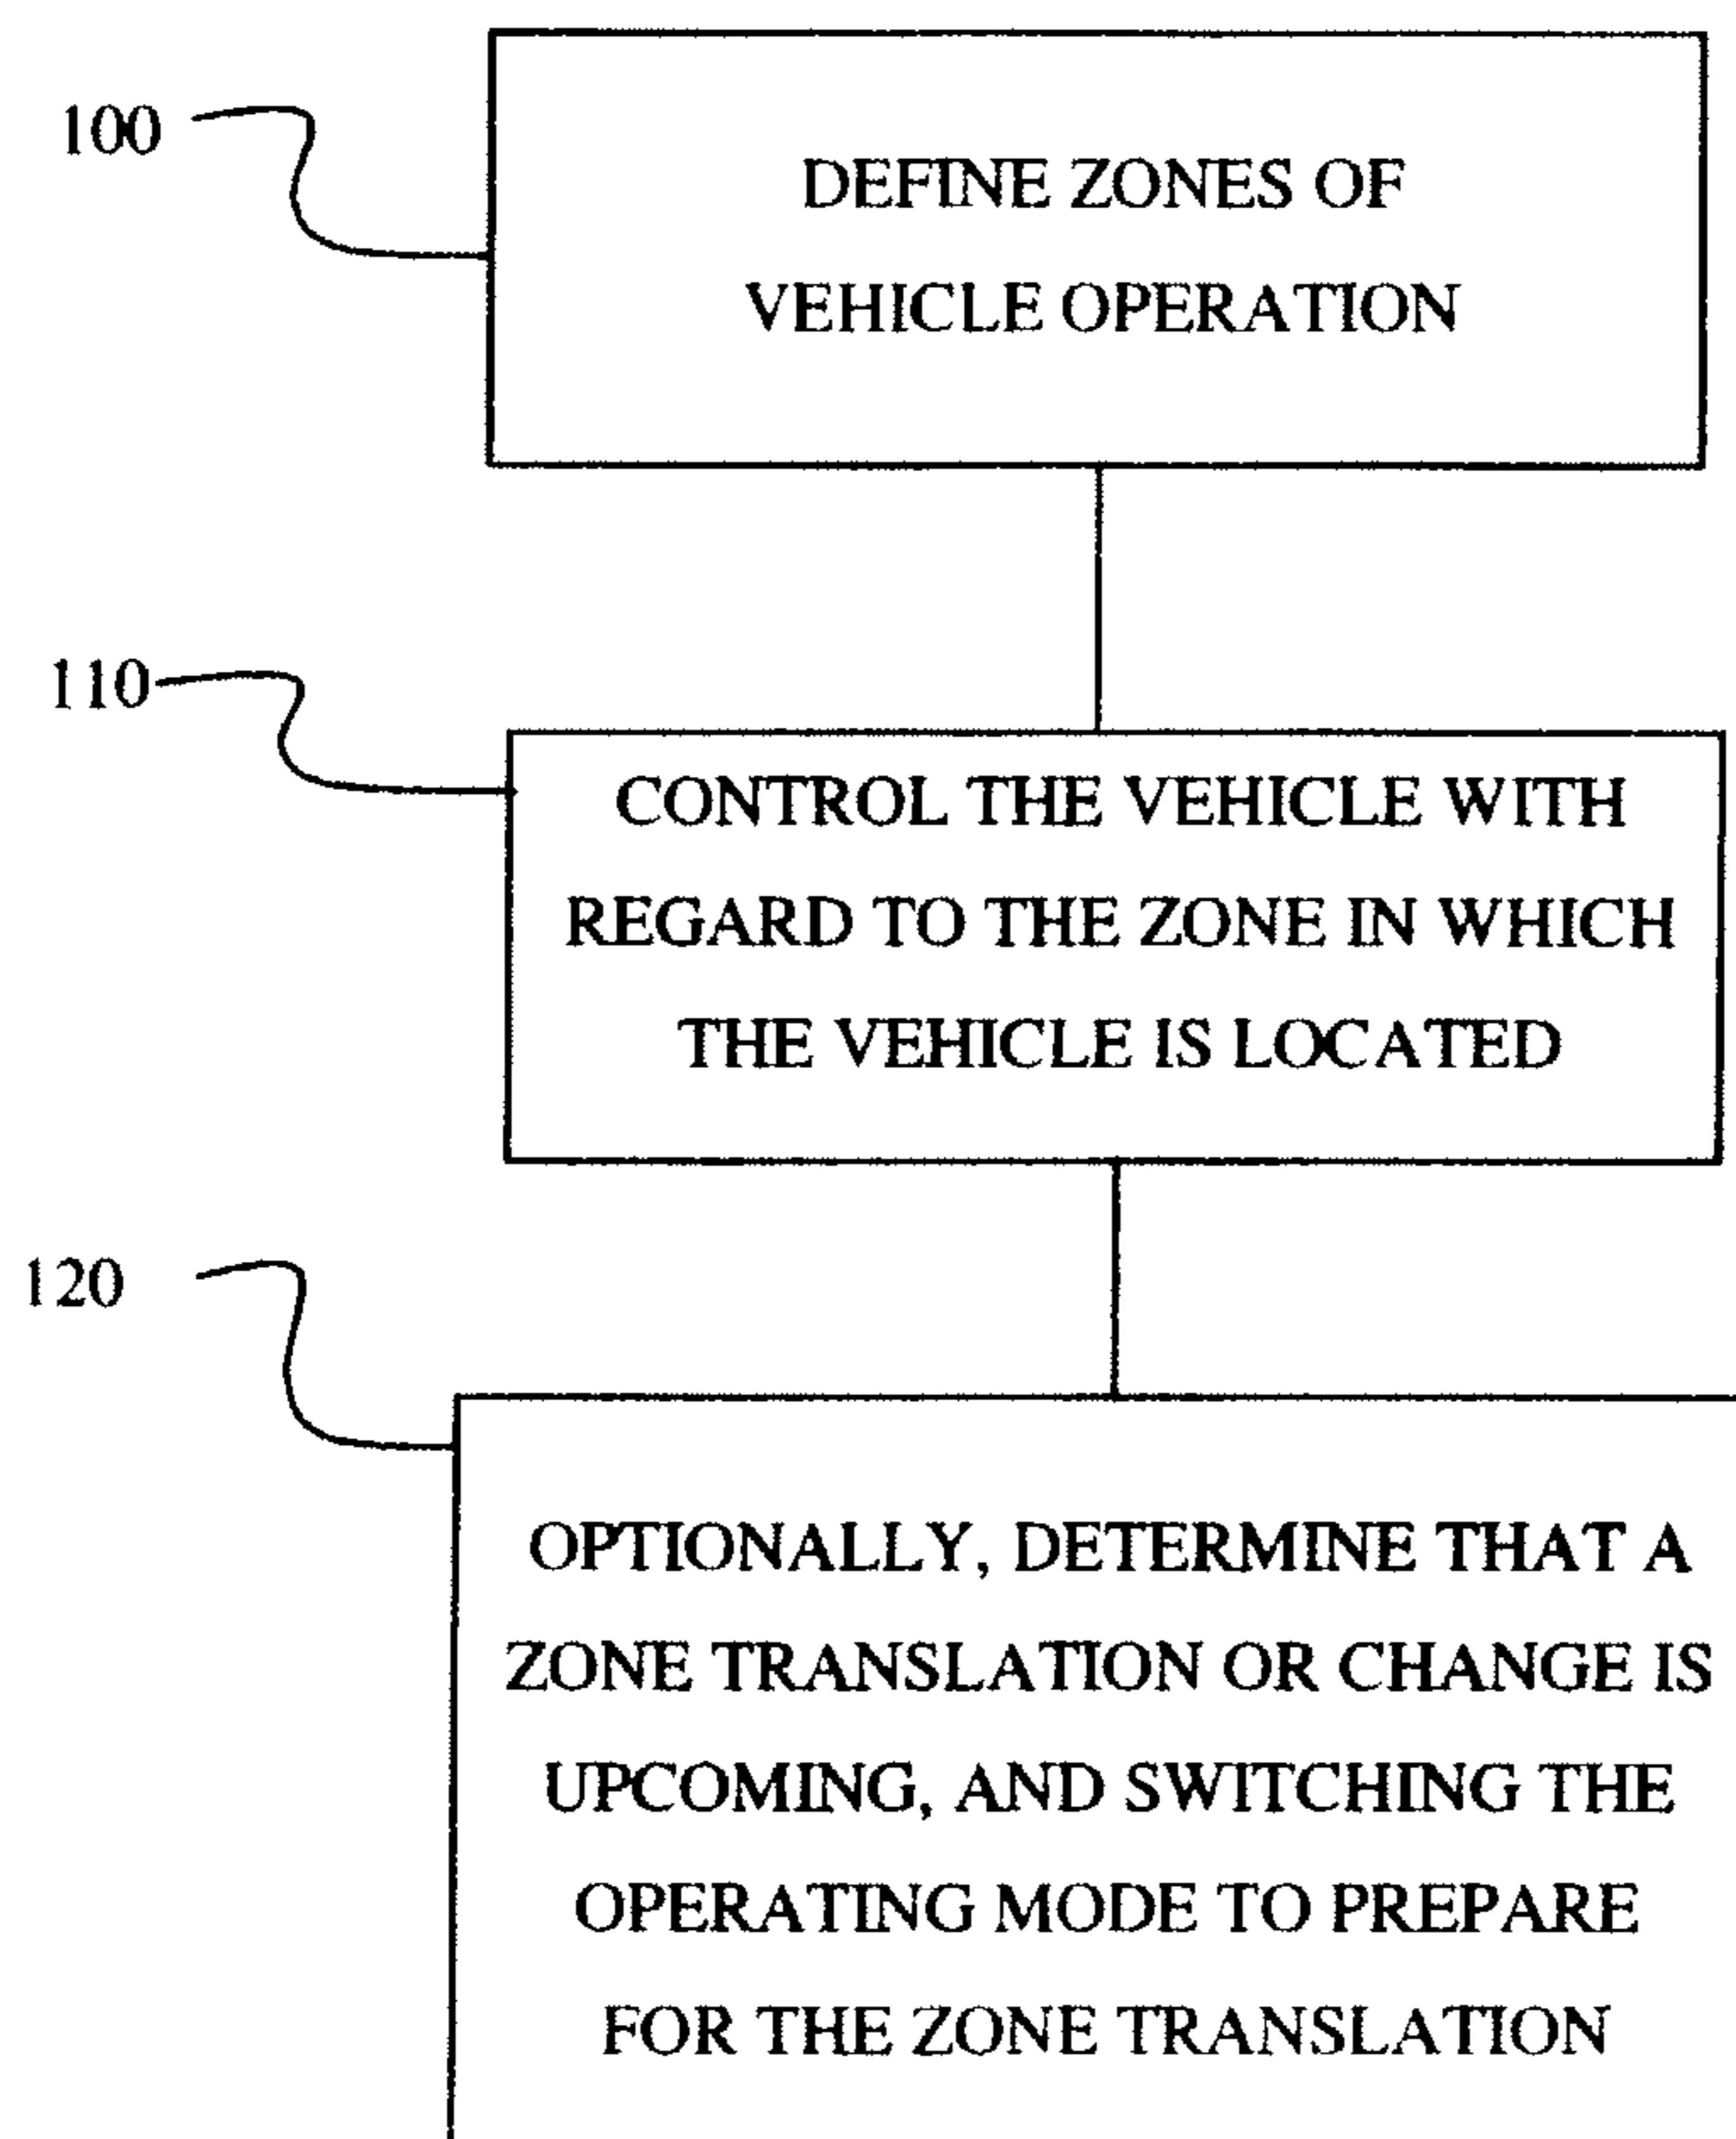 100
DEFINE ZONES OF
VEHICLE OPERATION
110
CONTROL THE VEHICLE WITH
REGARD TO THE ZONE IN WHICH
THE VEHICLE IS LOCATED
120
OPTIONALLY, DETERMINE THAT A
ZONE TRANSLATION OR CHANGE IS
UPCOMING, AND SWITCHING THE
OPERATING MODE TO PREPARE
FOR THE ZONE TRANSLATION